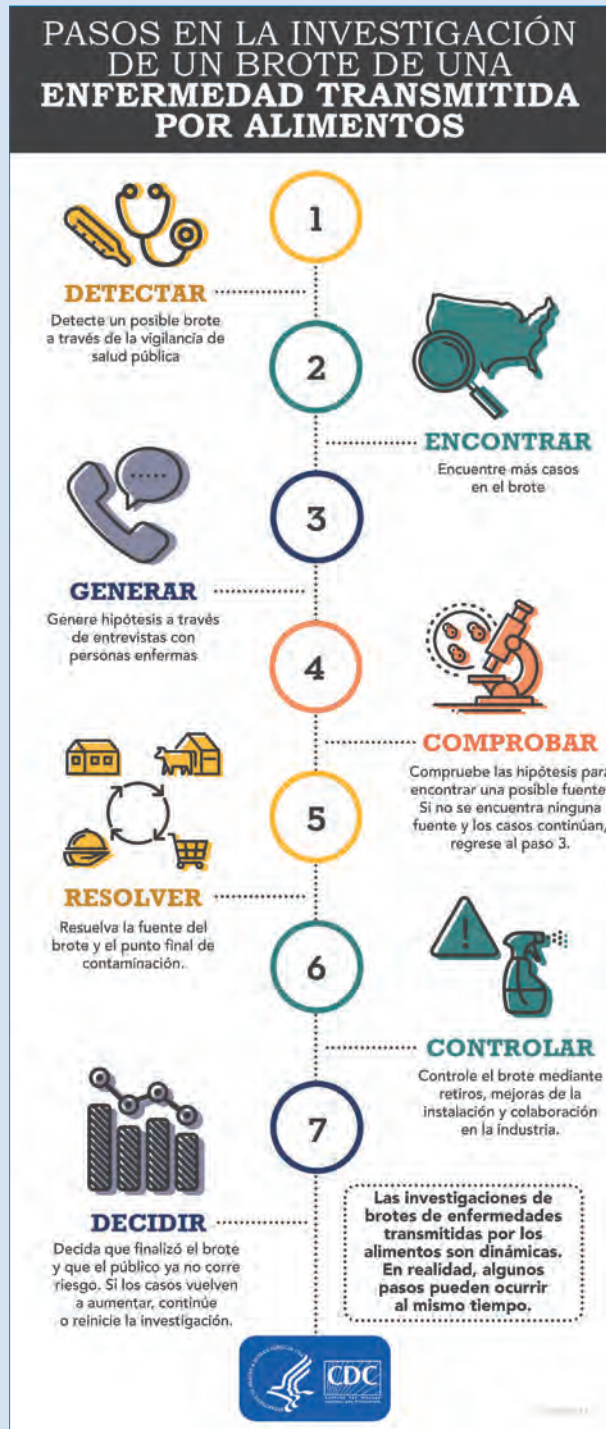 PASOS EN LA INVESTIGACIÓN
DE UN BROTE DE UNA
ENFERMEDAD TRANSMITIDA
POR ALIMENTOS
1
DETECTAR
Detecte un posible brote
a través de la vigilancia de
salud pública
2
ENCONTRAR
Encuentre más casos
en el brote
3
GENERAR
Genere hipótesis a través
de entrevistas con
personas enfermas
4
COMPROBAR
Compruebe las hipótesis para
encontrar una posible fuente.
Si no se encuentra ninguna
fuente y los casos continúan,
regrese al paso 3.
5
RESOLVER
Resuelva la fuente del
brote y el punto final de
contaminación.
6
CONTROLAR
Controle el brote mediante
retiros, mejoras de la
instalación y colaboración
en la industria.
7
DECIDIR
Decida que finalizó el brote
y que el público ya no corre
riesgo. Si los casos vuelven
a aumentar, continúe
o reinicie la investigación.
Las investigaciones de
brotes de enfermedades
transmitidas por los
alimentos son dinámicas.
En realidad, algunos
pasos pueden ocurrir
al mismo tiempo.
CDC